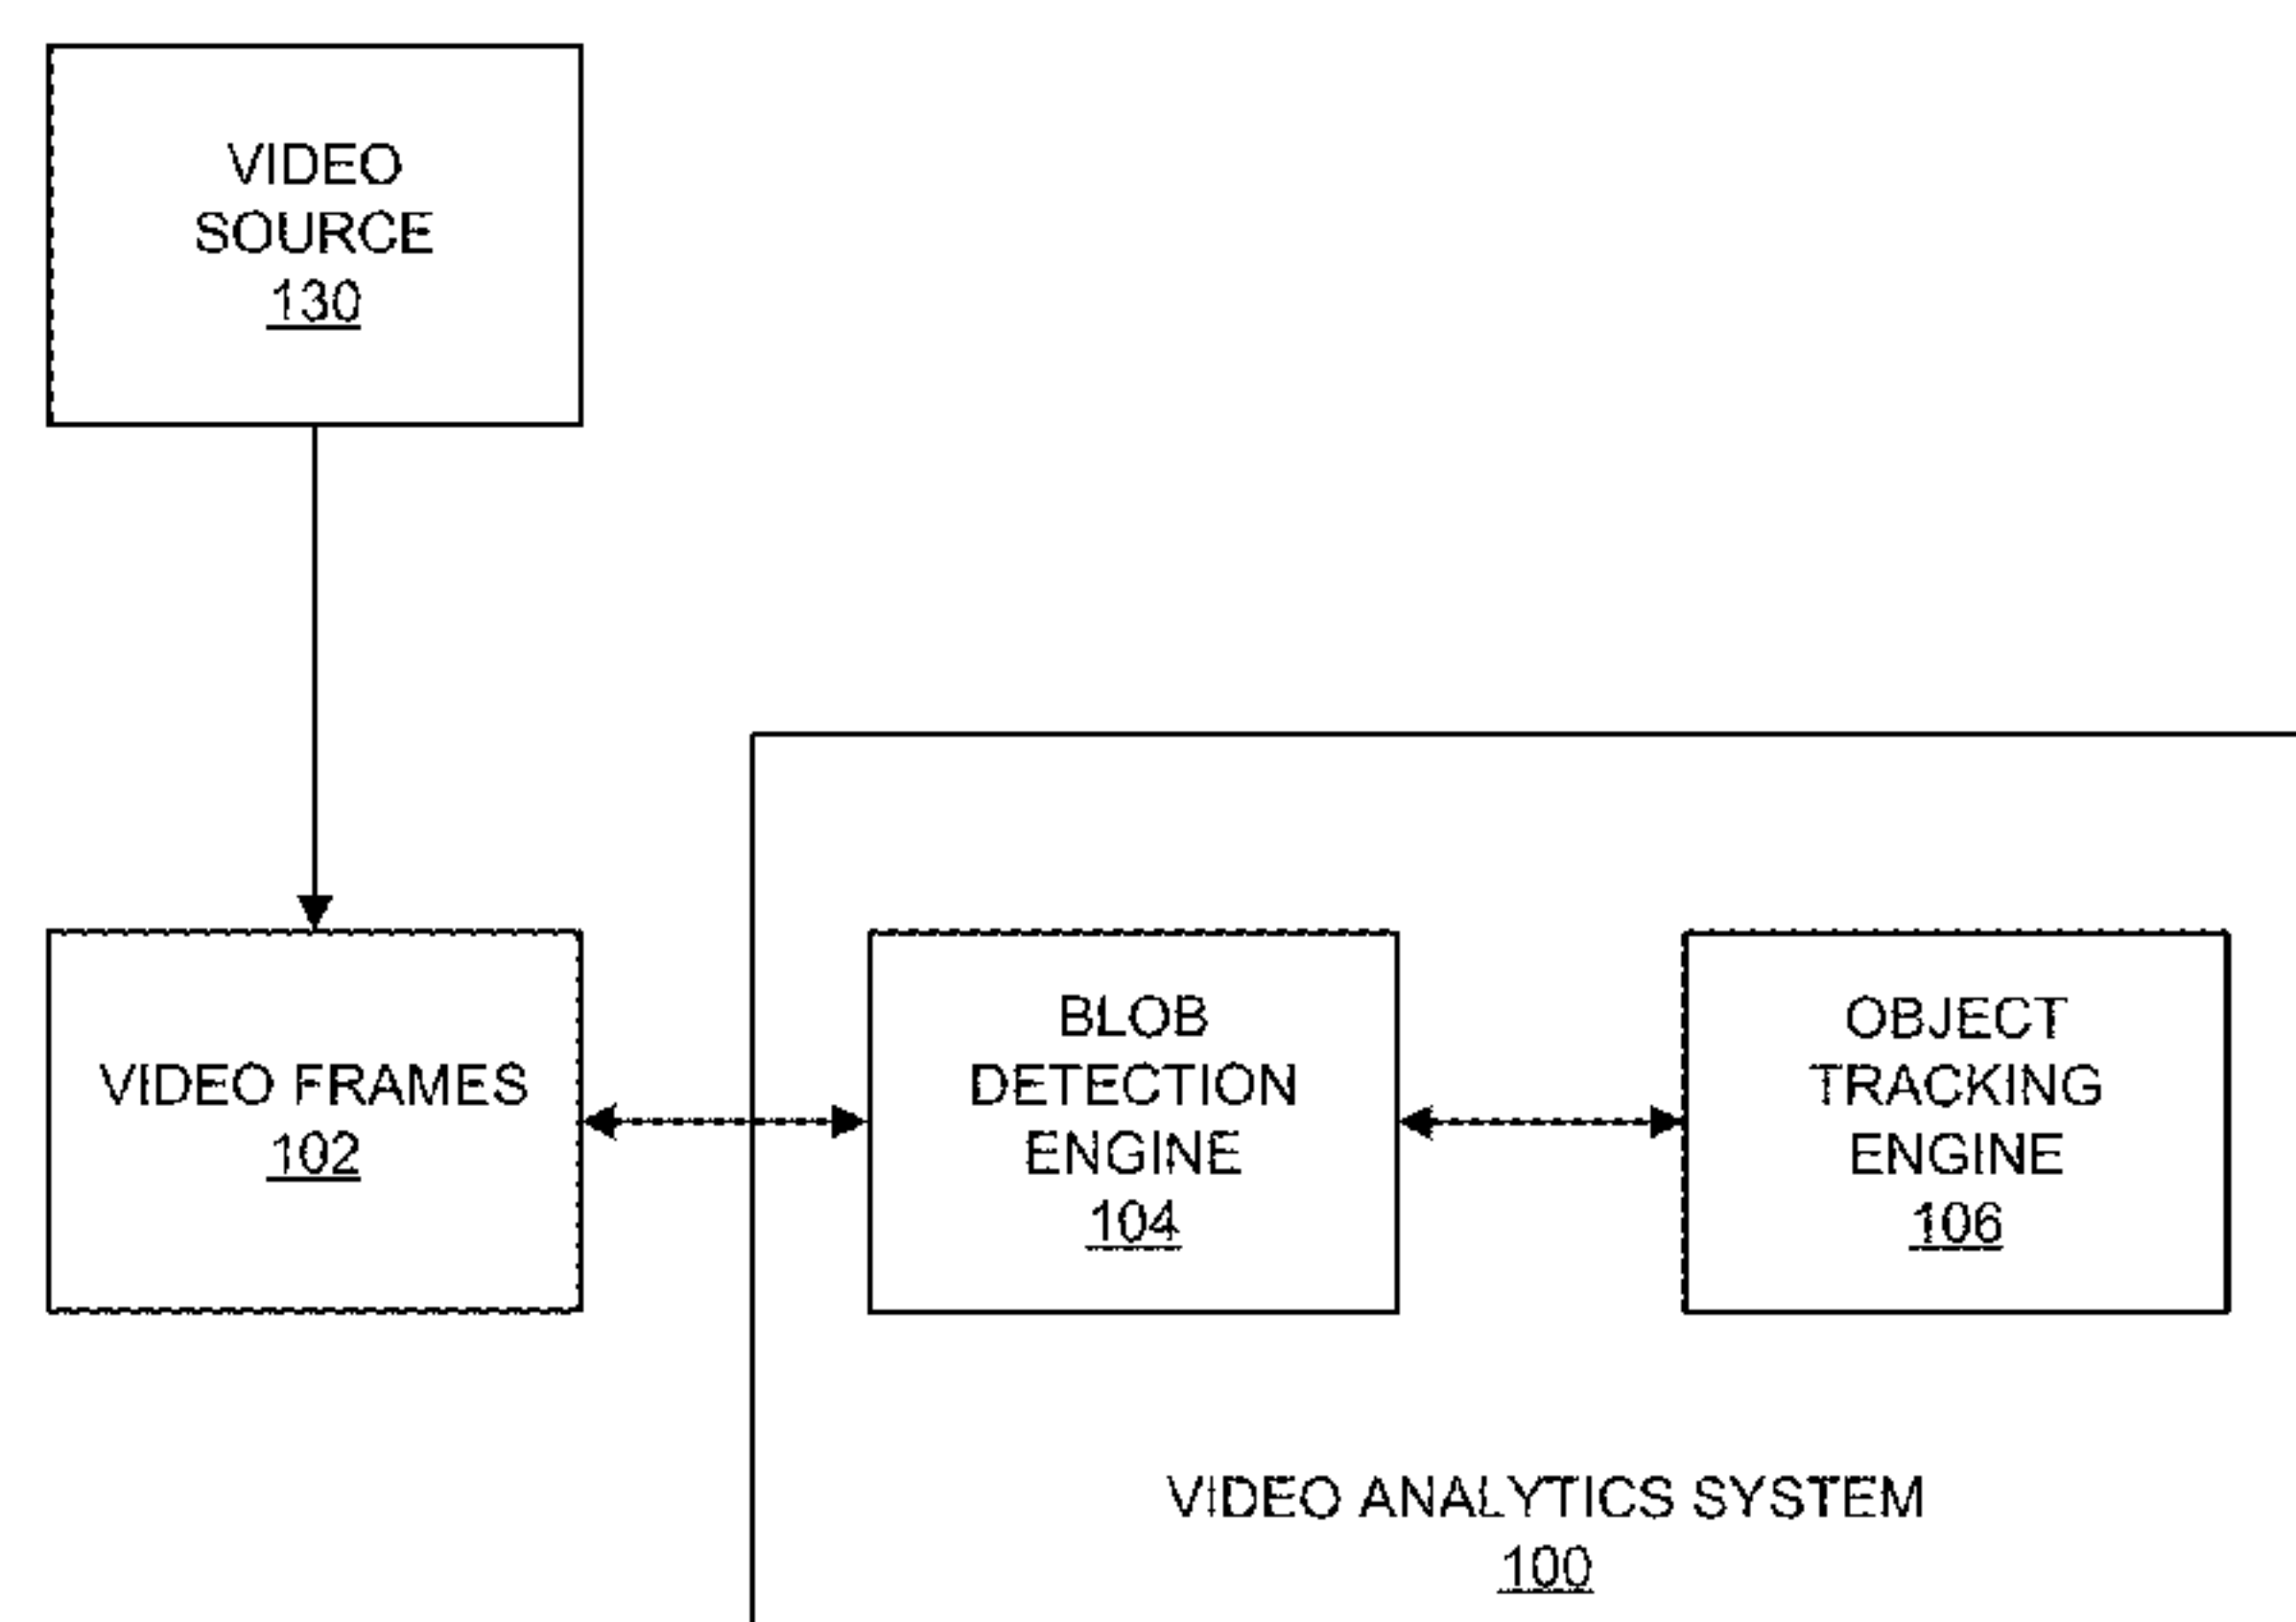 VIDEO
SOURCE
130
VIDEO FRAMES
102
BLOB
DETECTION
ENGINE
104
OBJECT
TRACKING
ENGINE
106
VIDEO ANALYTICS SYSTEM
100